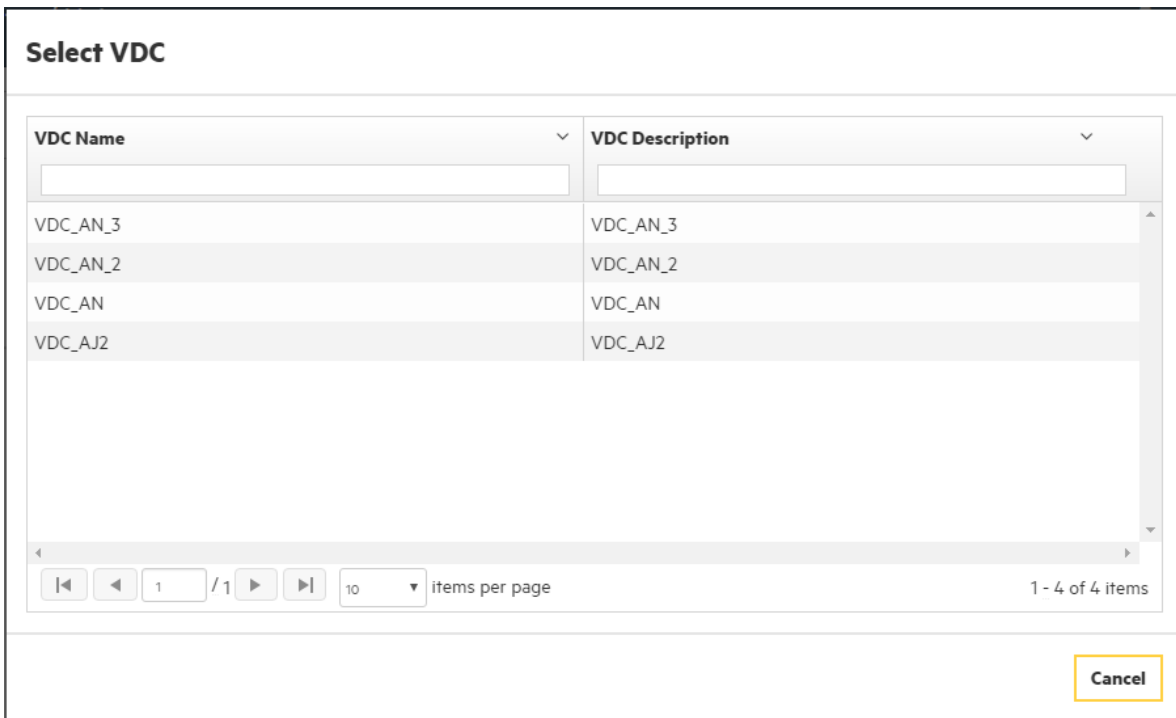 Select VDC
VDC Name VDC Description
VDC_AN_3 VDC_AN_3
VDC_AN_2 VDC_AN_2
VDC_AN VDC_AN
VDC_AJ2 VDC_AJ2
1 / 1 10 items per page 1 - 4 of 4 items
Cancel